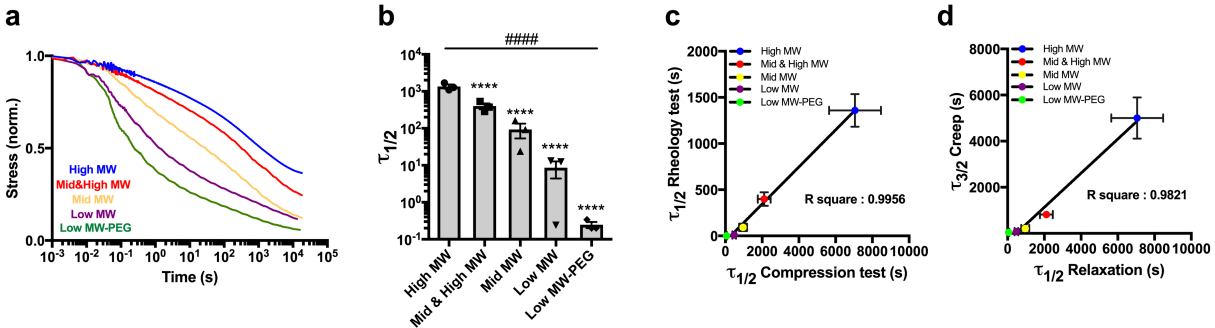 a
Stress (norm.)
1.0
0.5
0.0
High MW
Mid&High MW
Mid MW
Low MW
Low MW-PEG
10-3 10-2 10-1 100 101 102 103 104 105
Time (s)
b
τ1/2
104
103
102
101
100
10-1
####
****
****
****
****
High MW
Mid & High MW
Mid MW
Low MW
Low MW-PEG
c
τ1/2 Rheology test (s)
2000
1500
1000
500
0
High MW
Mid & High MW
Mid MW
Low MW
Low MW-PEG
R square : 0.9956
0 2000 4000 6000 8000 10000
τ1/2 Compression test (s)
d
τ3/2 Creep (s)
8000
6000
4000
2000
High MW
Mid & High MW
Mid MW
Low MW
Low MW-PEG
R square : 0.9821
0 2000 4000 6000 8000 10000
τ1/2 Relaxation (s)